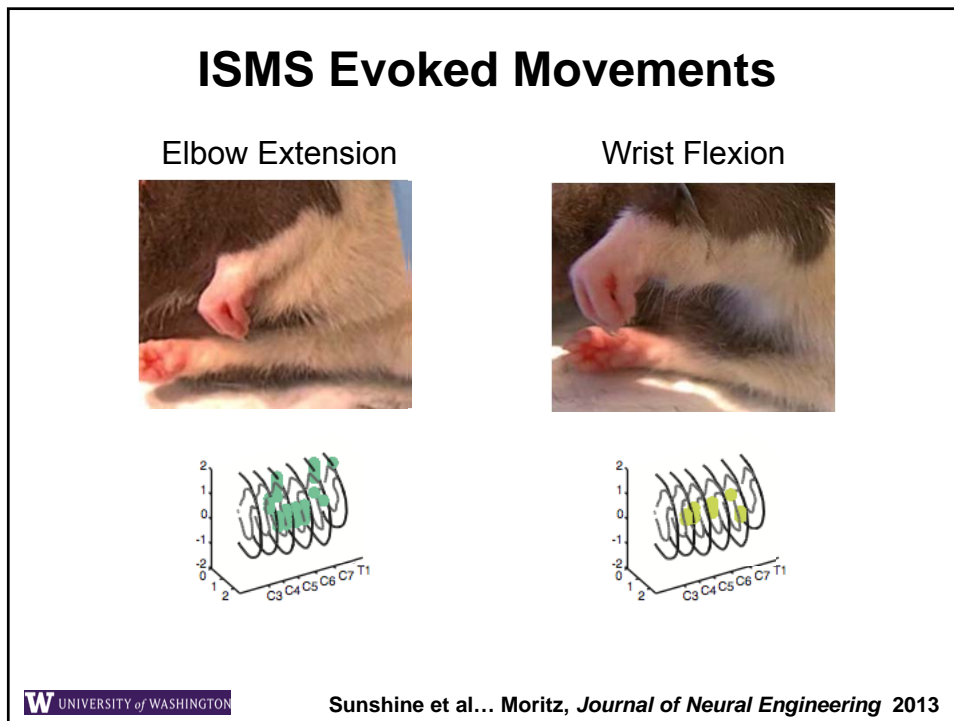 ISMS Evoked Movements
Elbow Extension
Wrist Flexion
2
1
0
-1
-2
0
1
2
C3 C4 C5 C6 C7 T1
2
1
0
-1
-2
0
1
2
C3 C4 C5 C6 C7 T1
W UNIVERSITY of WASHINGTON
Sunshine et al… Moritz, Journal of Neural Engineering 2013